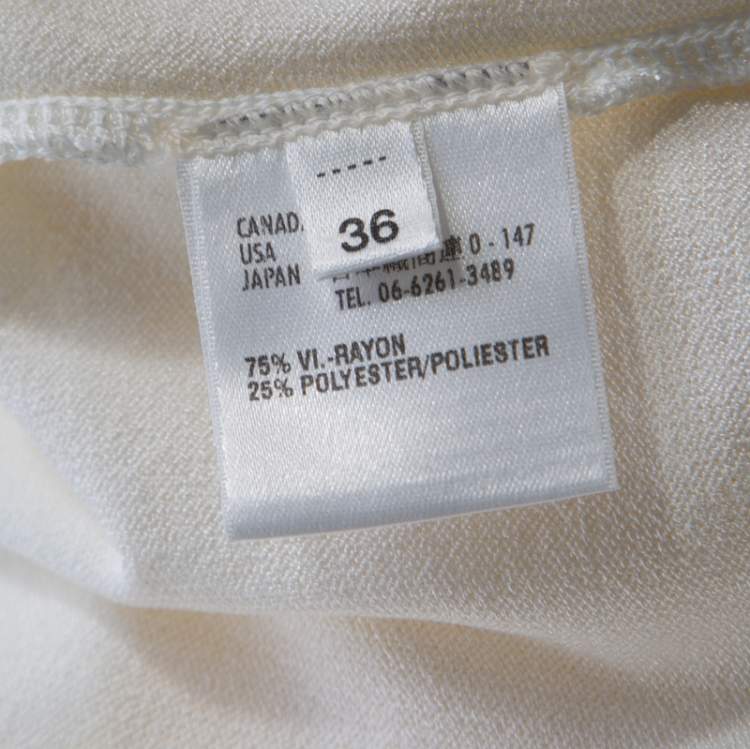 -----
36
CANAD
USA
JAPAN
0 - 147
TEL. 06-6261-3489
75% VI.-RAYON
25% POLYESTER/POLIESTER